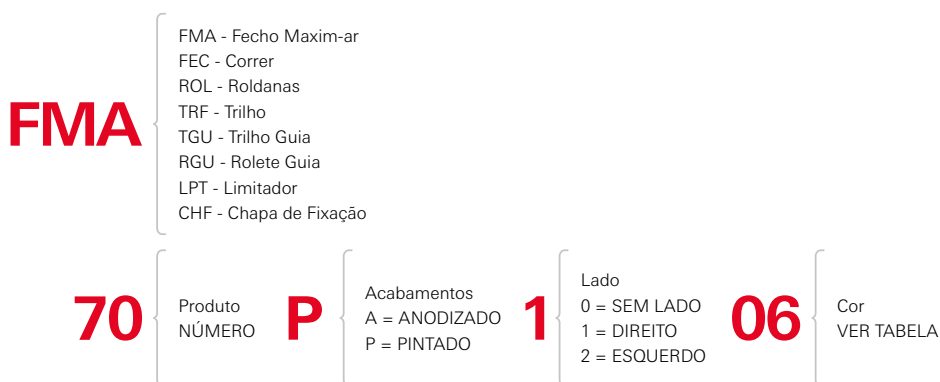 FMA
FMA - Fecho Maxim-ar
FEC - Correr
ROL - Roldanas
TRF - Trilho
TGU - Trilho Guia
RGU - Rolete Guia
LPT - Limitador
CHF - Chapa de Fixação
70
Produto
NÚMERO
P
Acabamentos
A = ANODIZADO
P = PINTADO
1
Lado
0 = SEM LADO
1 = DIREITO
2 = ESQUERDO
06
Cor
VER TABELA